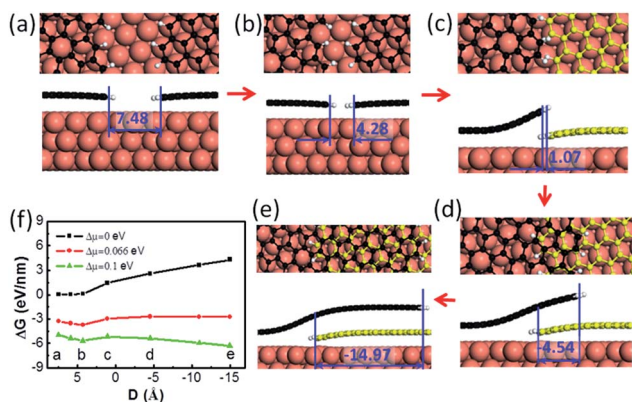 (a)
7.48
(b)
4.28
(c)
1.07
(f)
ΔG (eV/nm)
9
6
3
0
-3
-6
-9
Δμ=0 eV
Δμ=0.066 eV
Δμ=0.1 eV
a b c d e
5 0 -5 -10 -15
D (Å)
(e)
-14.97
(d)
-4.54